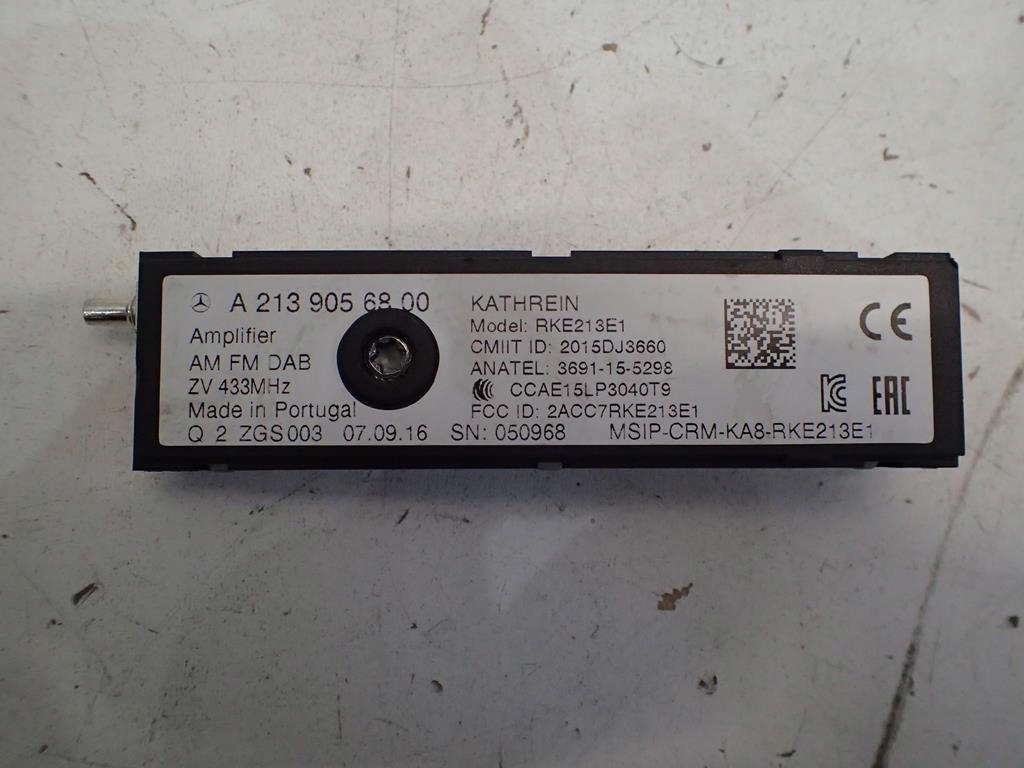 A 213 905 68 00
Amplifier
AM FM DAB
ZV 433MHz
Made in Portugal
Q 2 ZGS003 07.09.16 SN: 050968 MSIP-CRM-KA8-RKE213E1
KATHREIN
Model: RKE213E1
CMIIT ID: 2015DJ3660
ANATEL: 3691-15-5298
CCAE15LP3040T9
FCC ID: 2ACC7RKE213E1
CE
KC EAC